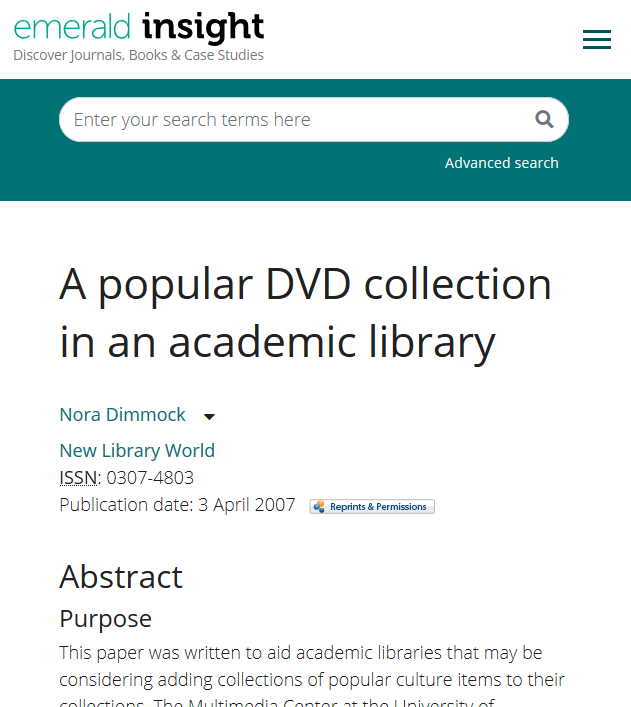 emerald insight
Discover Journals, Books & Case Studies
Enter your search terms here
Advanced search
A popular DVD collection
in an academic library
Nora Dimmock
New Library World
ISSN: 0307-4803
Publication date: 3 April 2007 Reprints & Permissions
Abstract
Purpose
This paper was written to aid academic libraries that may be
considering adding collections of popular culture items to their
collections. The Multimedia Center at the University of